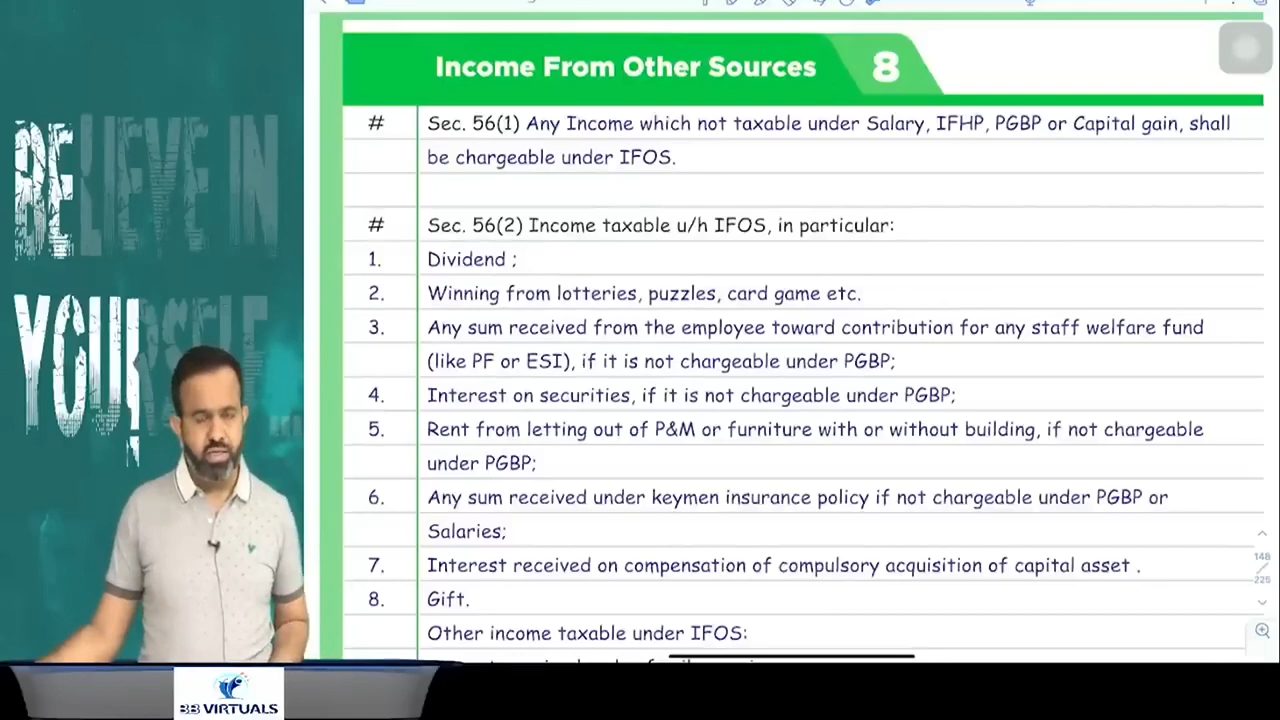 BELIEVE IN
YOURSELF
Income From Other Sources 8
# Sec. 56(1) Any Income which not taxable under Salary, IFHP, PGBP or Capital gain, shall
be chargeable under IFOS.
# Sec. 56(2) Income taxable u/h IFOS, in particular:
1. Dividend ;
2. Winning from lotteries, puzzles, card game etc.
3. Any sum received from the employee toward contribution for any staff welfare fund
(like PF or ESI), if it is not chargeable under PGBP;
4. Interest on securities, if it is not chargeable under PGBP;
5. Rent from letting out of P&M or furniture with or without building, if not chargeable
under PGBP;
6. Any sum received under keymen insurance policy if not chargeable under PGBP or
Salaries;
7. Interest received on compensation of compulsory acquisition of capital asset .
8. Gift.
Other income taxable under IFOS:
148
/
225
BB VIRTUALS